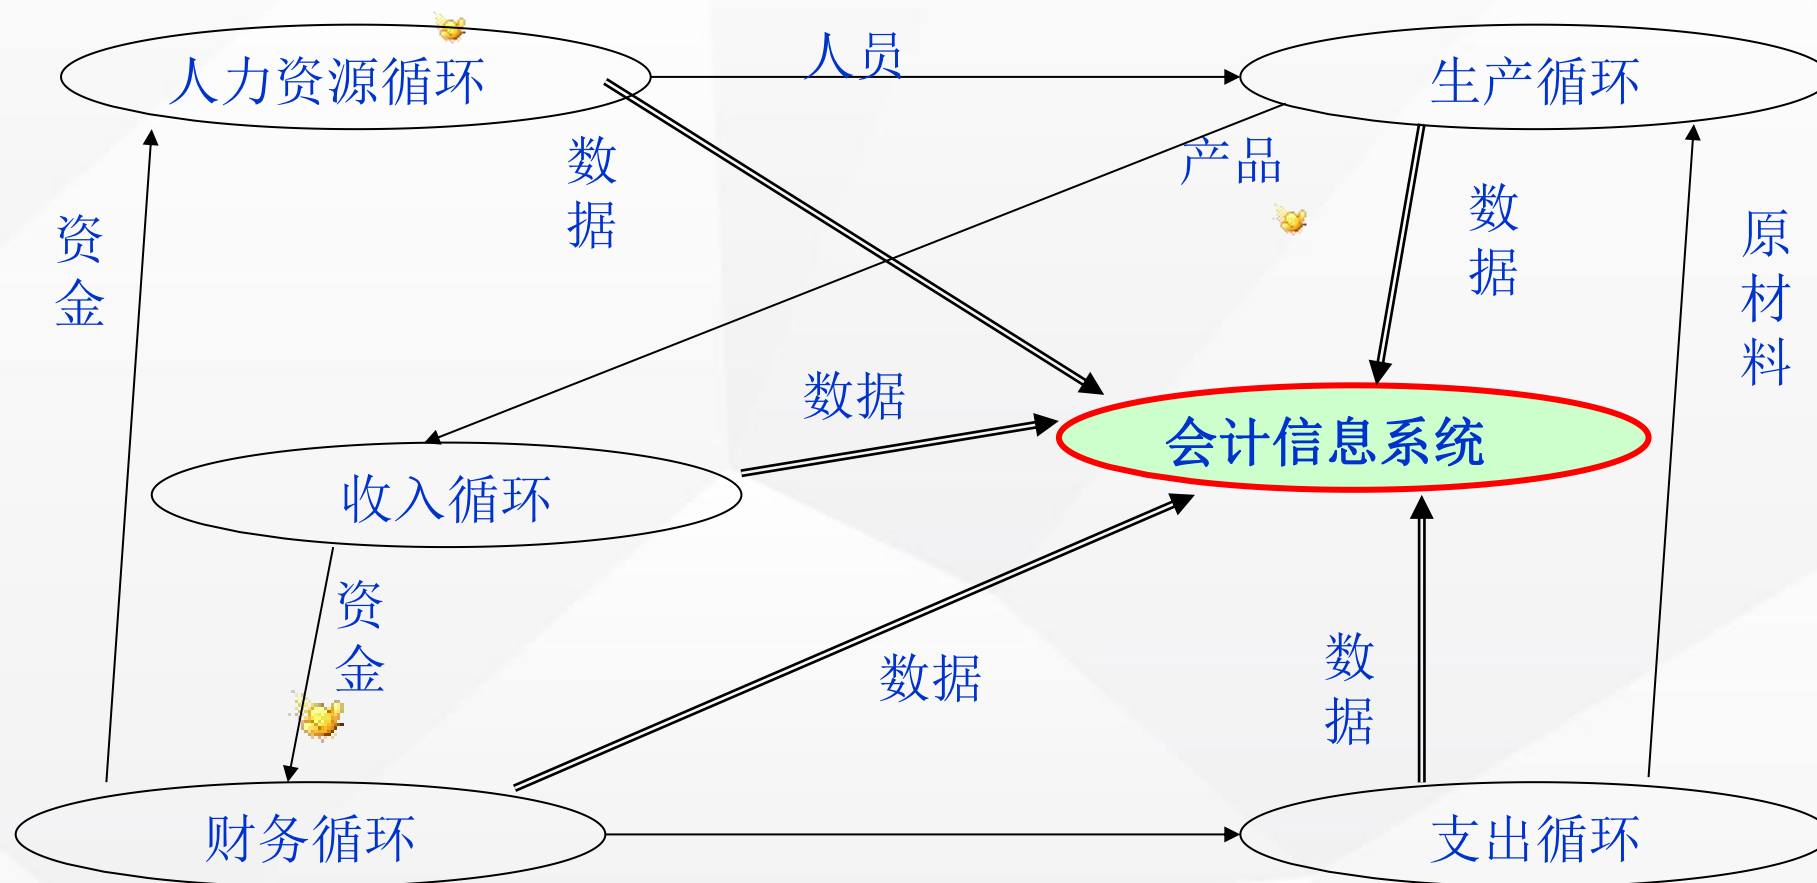 人力资源循环
人员
生产循环
数据
产品
数据
资金
原材料
数据
会计信息系统
收入循环
资金
数据
数据
财务循环
支出循环